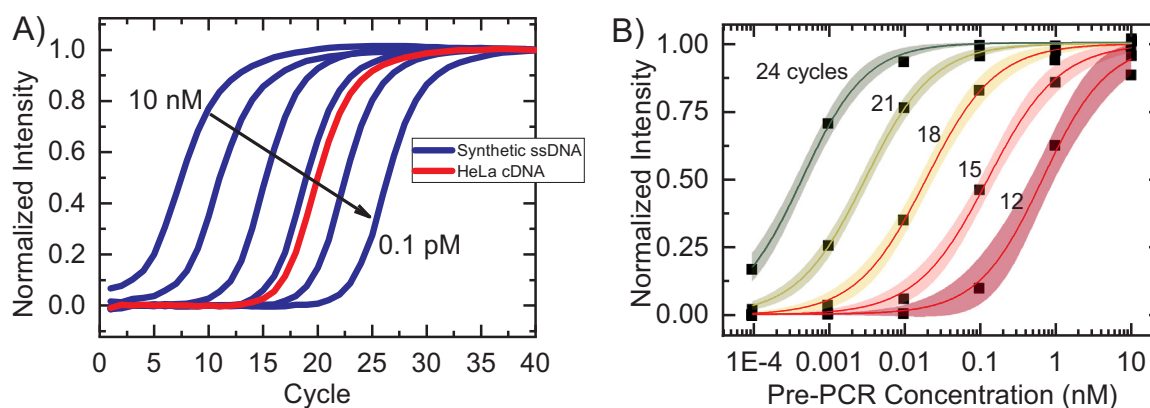 A)
1.0
0.8
0.6
0.4
0.2
0.0
Normalized Intensity
10 nM
0.1 pM
Synthetic ssDNA
HeLa cDNA
0 5 10 15 20 25 30 35 40
Cycle
B)
1.00
0.75
0.50
0.25
0.00
Normalized Intensity
24 cycles
21
18
15
12
1E-4 0.001 0.01 0.1 1 10
Pre-PCR Concentration (nM)